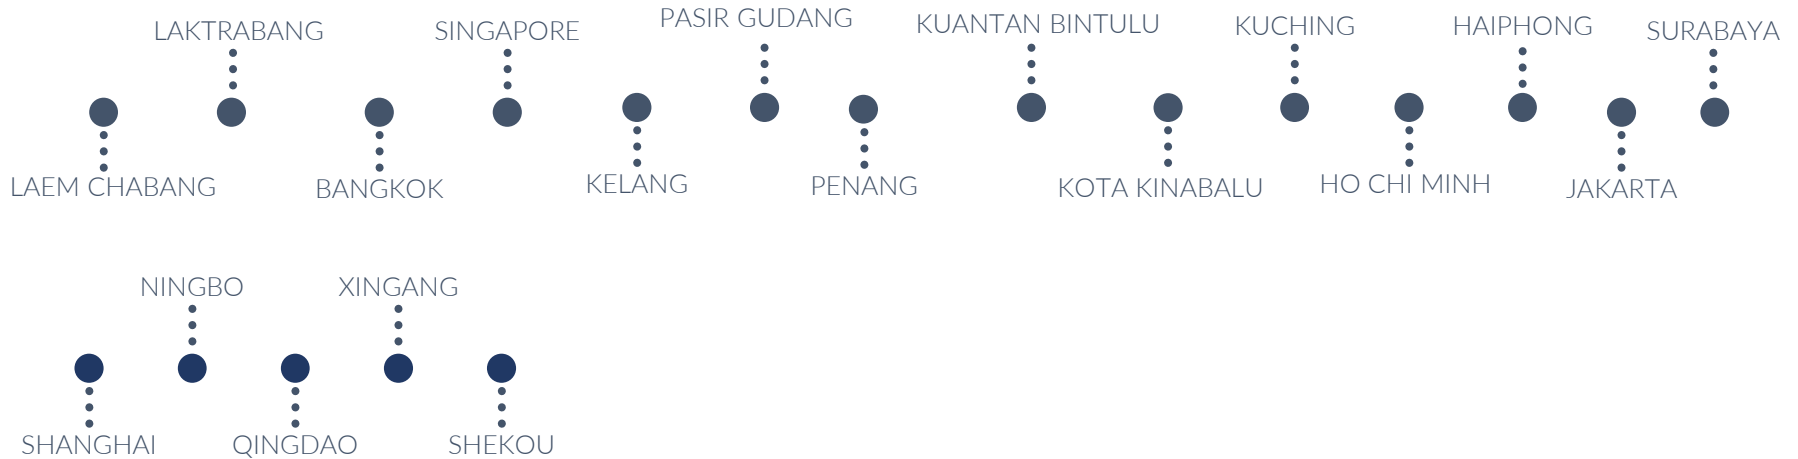 LAKTRABANG
SINGAPORE
PASIR GUDANG
KUANTAN BINTULU
KUCHING
HAIPHONG
SURABAYA
LAEM CHABANG
BANGKOK
KELANG
PENANG
KOTA KINABALU
HO CHI MINH
JAKARTA
NINGBO
XINGANG
SHANGHAI
QINGDAO
SHEKOU